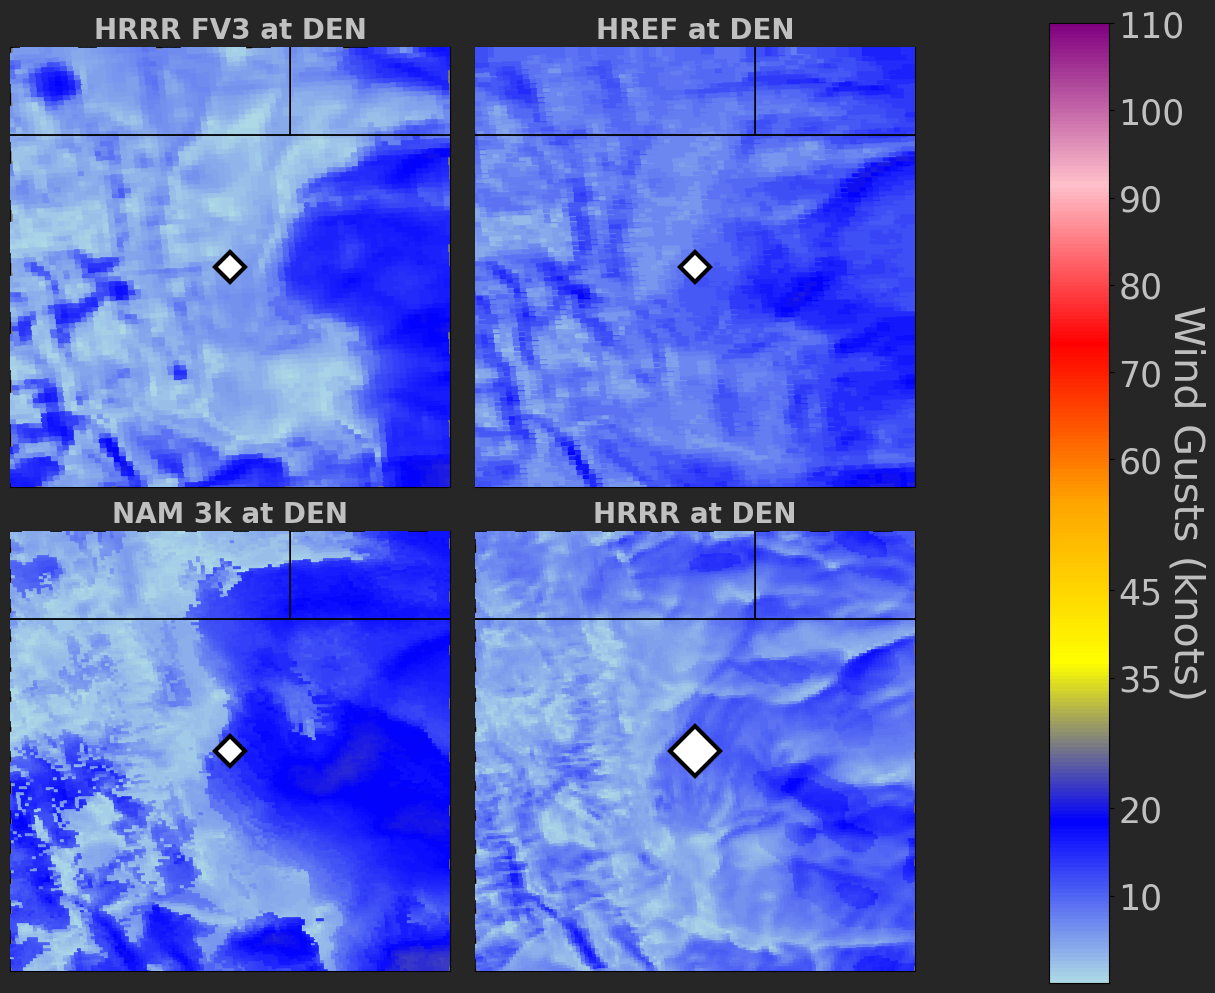 HRRR FV3 at DEN
HREF at DEN
NAM 3k at DEN
HRRR at DEN
110
100
90
80
70
60
45
35
20
10
Wind Gusts (knots)